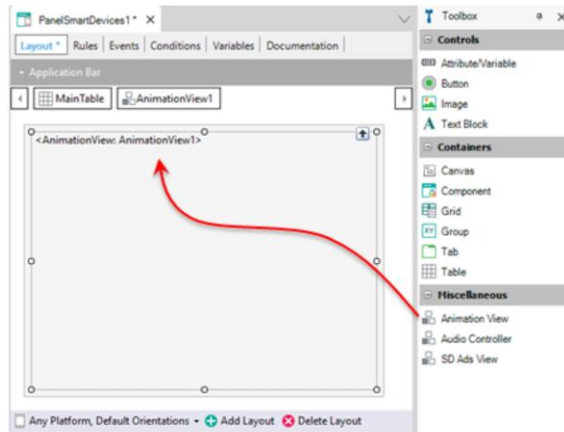 PanelSmartDevices1 *
Layout * Rules Events Conditions Variables Documentation
Application Bar
MainTable AnimationView1
<AnimationView: AnimationView1>
Any Platform, Default Orientations Add Layout Delete Layout
Toolbox
Controls
Attribute/Variable
Button
Image
Text Block
Containers
Canvas
Component
Grid
Group
Tab
Table
Miscellaneous
Animation View
Audio Controller
SD Ads View